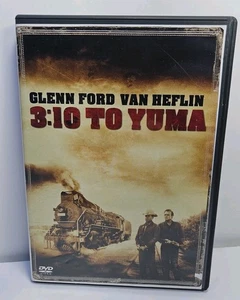 GLENN FORD VAN HEFLIN
3:10 TO YUMA
DVD